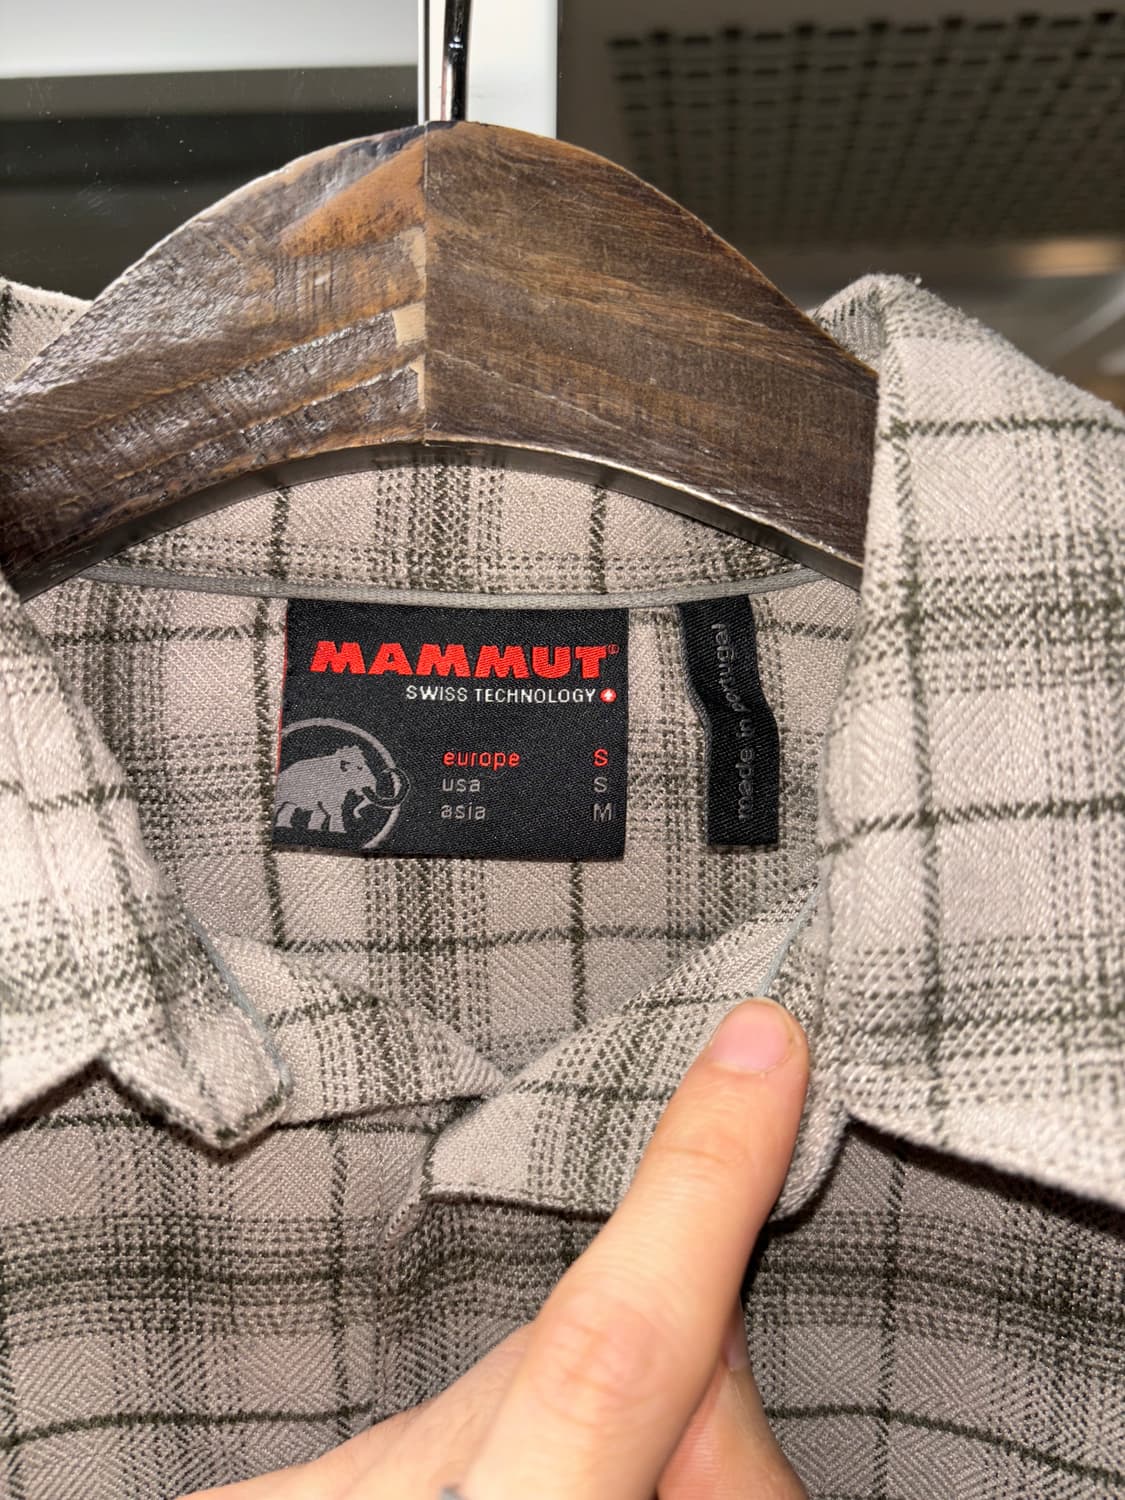 MAMMUT®
SWISS TECHNOLOGY
europe S
usa S
asia M
made in portugal